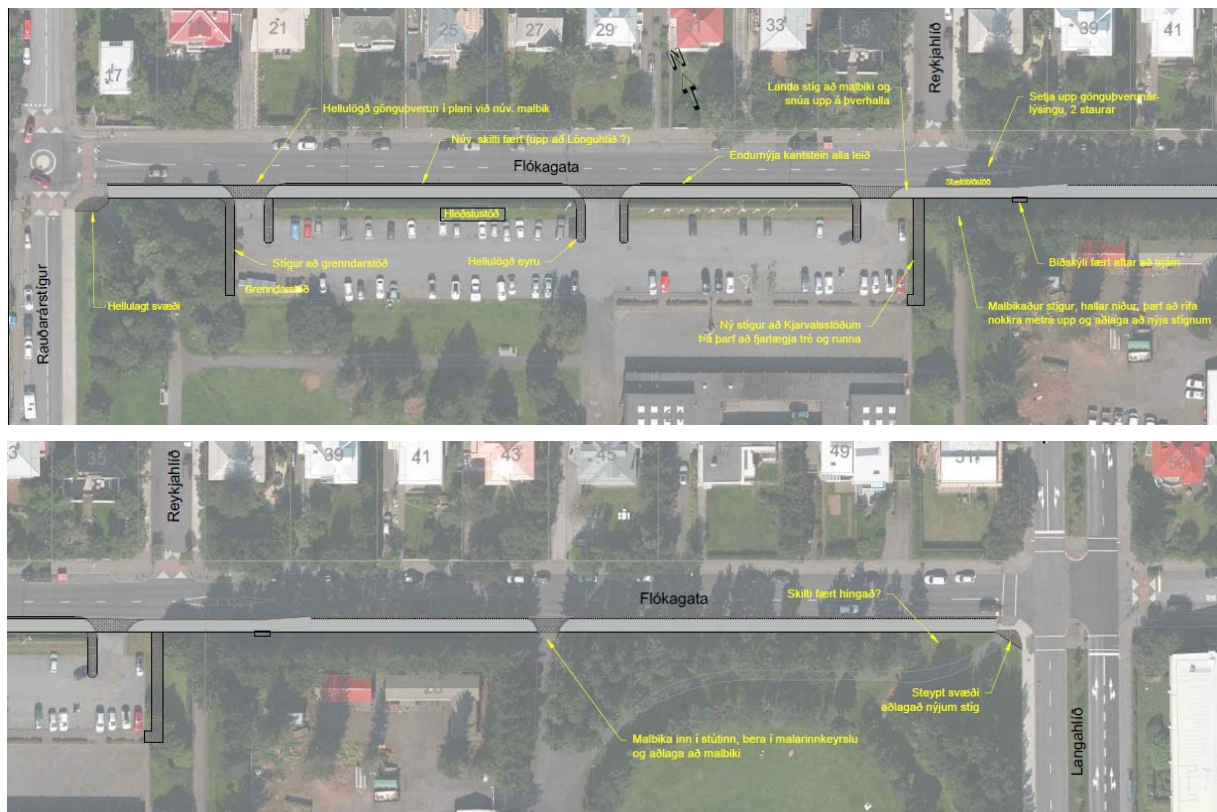 17
21
25
27
29
31
33
35
39
41
N
Reykjahlíð
Hellulögð gönguþverun í plani við núv. malbik
Núv. skilti fært (upp að Lönguhlíð ?)
Landa stíg að malbiki og
snúa upp á þverhalla
Setja upp gönguþverunar-
lýsingu, 2 staurar
Flókagata
Endurnýja kantstein alla leið
Hleðslustöð
Stígur að grenndarstöð
Grenndarstöð
Hellulögð eyru
Hellulagt svæði
Rauðarárstígur
Biðskýli fært aftar að trjám
Ný stígur að Kjarvalsstöðum
Þá þarf að fjarlægja tré og runna
Malbikaður stígur, hallar niður, þarf að rífa
nokkra metra upp og aðlaga að nýja stígnum
35
39
41
43
45
49
51
Reykjahlíð
Flókagata
Skilti fært hingað?
Steypt svæði
aðlagað nýjum stíg
Malbika inn í stútinn, bera í malarinnkeyrslu
og aðlaga að malbiki
Langahlíð